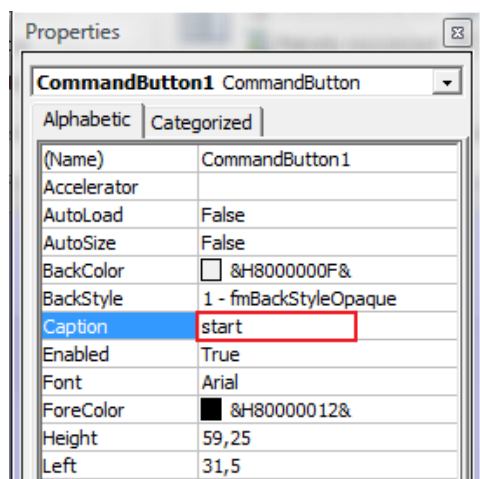 Properties
CommandButton1 CommandButton
Alphabetic Categorized
(Name) CommandButton1
Accelerator
AutoLoad False
AutoSize False
BackColor &H8000000F&
BackStyle 1 - fmBackStyleOpaque
Caption start
Enabled True
Font Arial
ForeColor &H80000012&
Height 59,25
Left 31,5